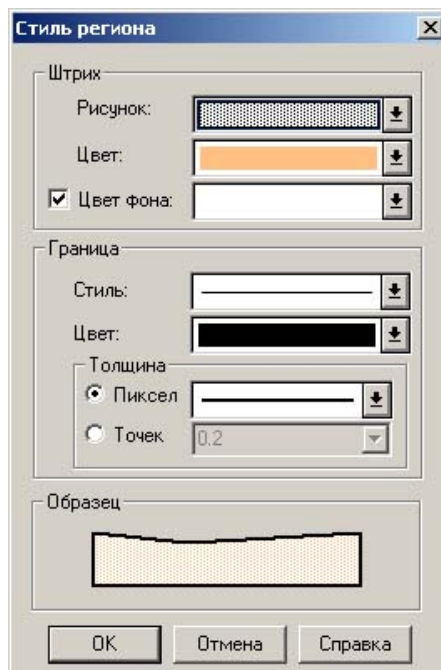 Стиль региона
Штрих
Рисунок:
Цвет:
Цвет фона:
Граница
Стиль:
Цвет:
Толщина
Пиксел
Точек 0.2
Образец
OK Отмена Справка